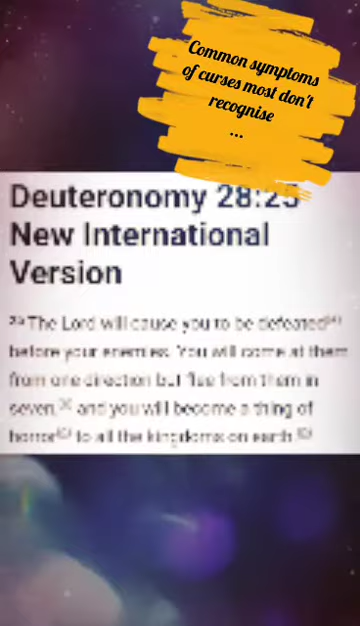 Common symptoms
of curses most don't
recognise
...
Deuteronomy 28:25
New International
Version
25 The Lord will cause you to be defeated
before your enemies. You will come at them
from one direction but flee from them in
seven, and you will become a thing of
horror to all the kingdoms on earth.